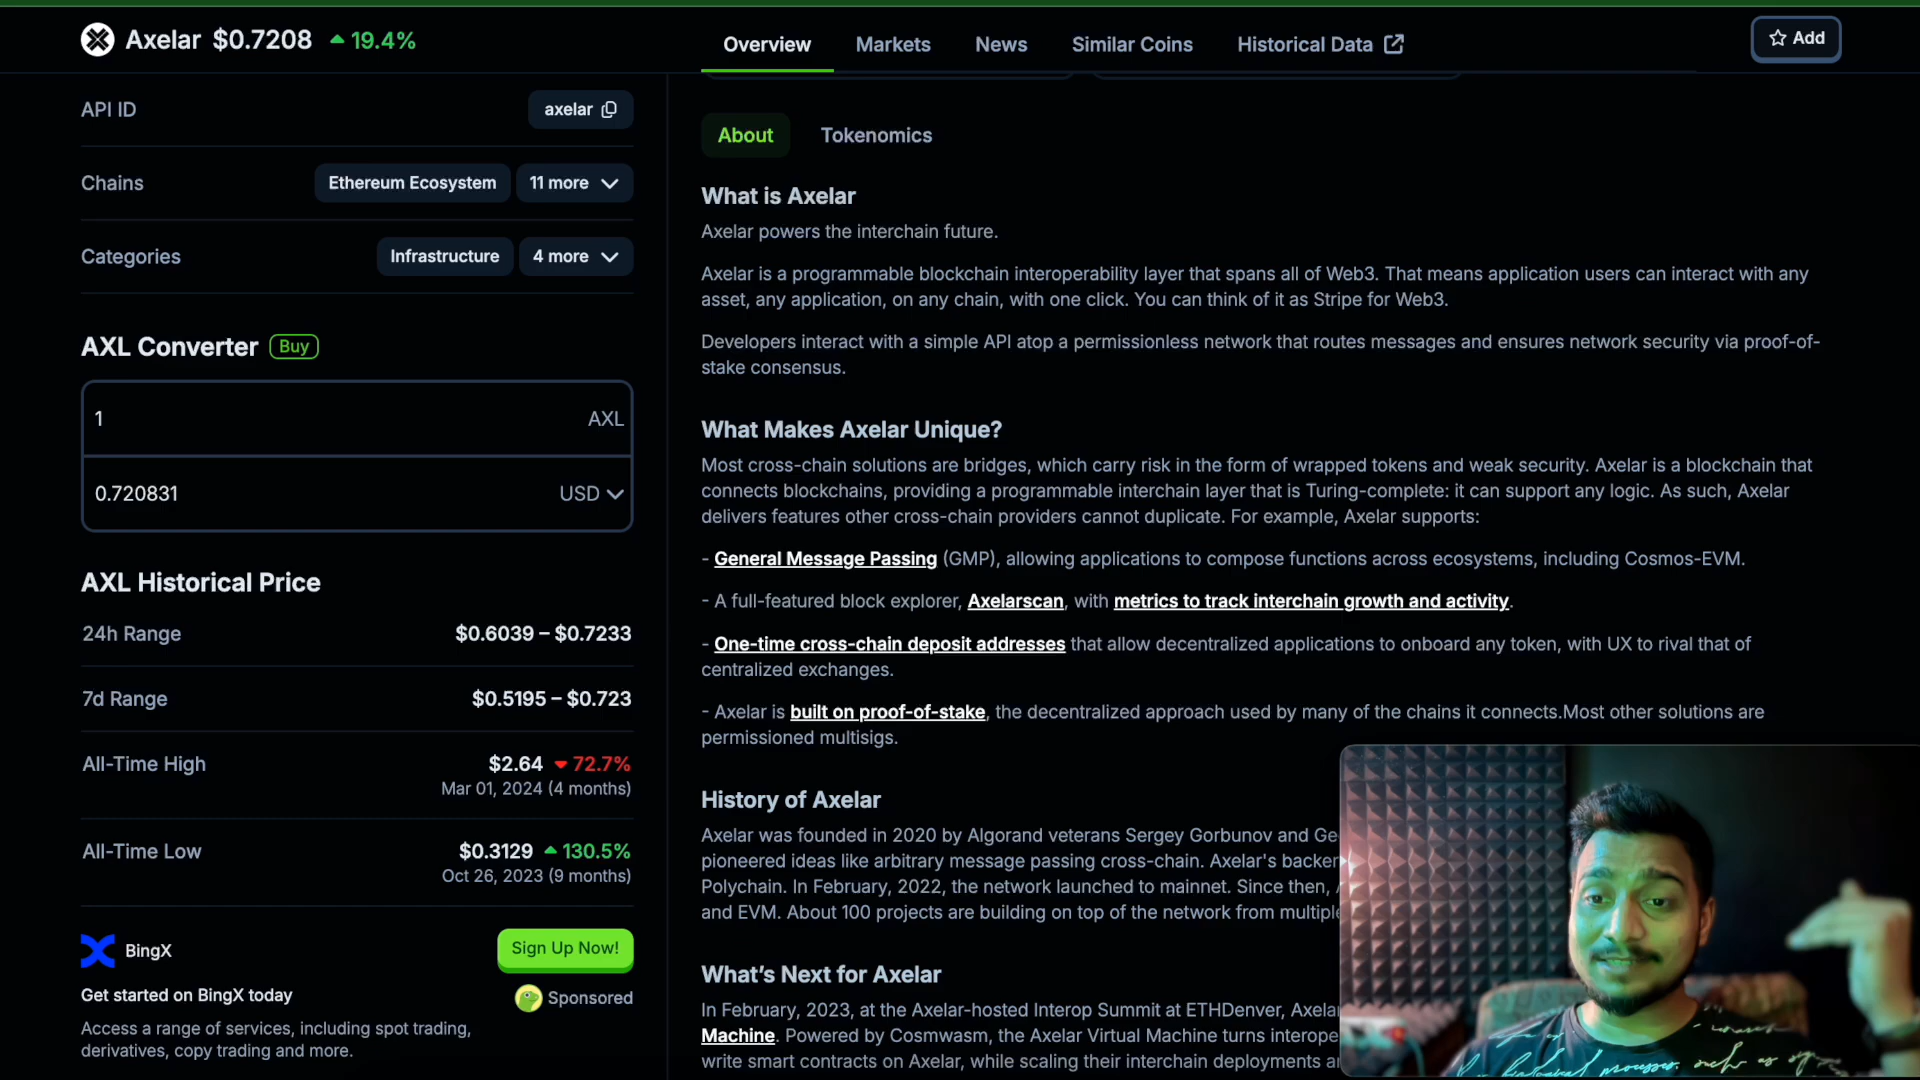 Axelar $0.7208 19.4%
Overview Markets News Similar Coins Historical Data
Add
API ID axelar
Chains Ethereum Ecosystem 11 more
Categories Infrastructure 4 more
AXL Converter Buy
1 AXL
0.720831 USD
AXL Historical Price
24h Range $0.6039 – $0.7233
7d Range $0.5195 – $0.723
All-Time High $2.64 72.7%
Mar 01, 2024 (4 months)
All-Time Low $0.3129 130.5%
Oct 26, 2023 (9 months)
BingX Sign Up Now!
Get started on BingX today Sponsored
Access a range of services, including spot trading,
derivatives, copy trading and more.
About Tokenomics
What is Axelar
Axelar powers the interchain future.
Axelar is a programmable blockchain interoperability layer that spans all of Web3. That means application users can interact with any
asset, any application, on any chain, with one click. You can think of it as Stripe for Web3.
Developers interact with a simple API atop a permissionless network that routes messages and ensures network security via proof-of-
stake consensus.
What Makes Axelar Unique?
Most cross-chain solutions are bridges, which carry risk in the form of wrapped tokens and weak security. Axelar is a blockchain that
connects blockchains, providing a programmable interchain layer that is Turing-complete: it can support any logic. As such, Axelar
delivers features other cross-chain providers cannot duplicate. For example, Axelar supports:
- General Message Passing (GMP), allowing applications to compose functions across ecosystems, including Cosmos-EVM.
- A full-featured block explorer, Axelarscan, with metrics to track interchain growth and activity.
- One-time cross-chain deposit addresses that allow decentralized applications to onboard any token, with UX to rival that of
centralized exchanges.
- Axelar is built on proof-of-stake, the decentralized approach used by many of the chains it connects.Most other solutions are
permissioned multisigs.
History of Axelar
Axelar was founded in 2020 by Algorand veterans Sergey Gorbunov and Ge
pioneered ideas like arbitrary message passing cross-chain. Axelar's backer
Polychain. In February, 2022, the network launched to mainnet. Since then,
and EVM. About 100 projects are building on top of the network from multiple
What's Next for Axelar
In February, 2023, at the Axelar-hosted Interop Summit at ETHDenver, Axelar
Machine. Powered by Cosmwasm, the Axelar Virtual Machine turns interope
write smart contracts on Axelar, while scaling their interchain deployments a